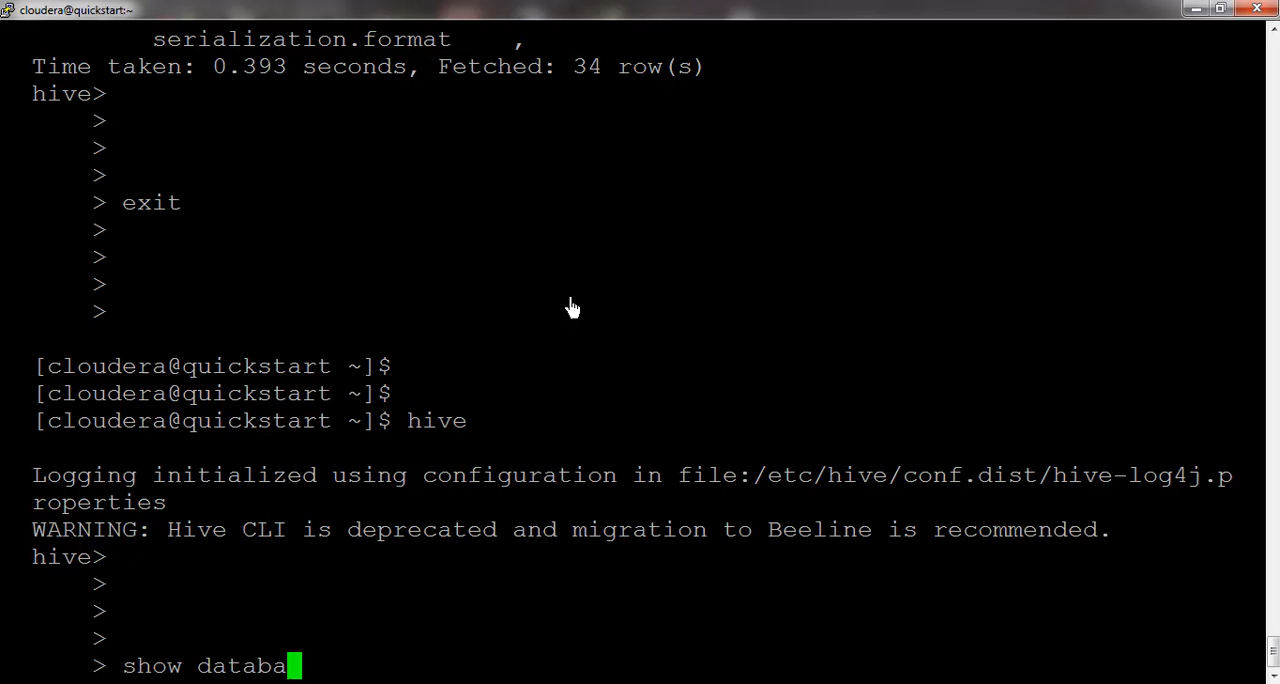 cloudera@quickstart:~
serialization.format    ,
Time taken: 0.393 seconds, Fetched: 34 row(s)
hive>
>
>
>
> exit
>
>
>
>
[cloudera@quickstart ~]$
[cloudera@quickstart ~]$
[cloudera@quickstart ~]$ hive
Logging initialized using configuration in file:/etc/hive/conf.dist/hive-log4j.p
roperties
WARNING: Hive CLI is deprecated and migration to Beeline is recommended.
hive>
>
>
>
> show databa